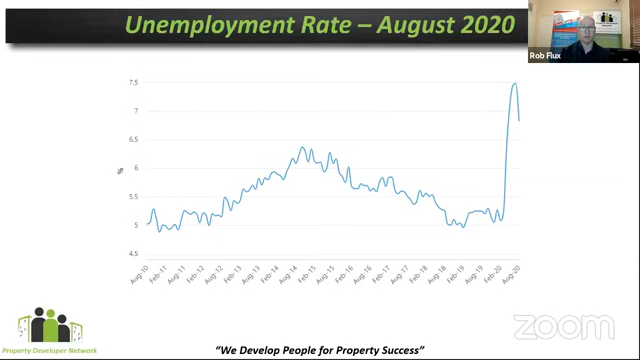 Unemployment Rate – August 2020
Rob Flux
7.5
7
6.5
6
5.5
5
4.5
%
Aug-10
Feb-11
Aug-11
Feb-12
Aug-12
Feb-13
Aug-13
Feb-14
Aug-14
Feb-15
Aug-15
Feb-16
Aug-16
Feb-17
Aug-17
Feb-18
Aug-18
Feb-19
Aug-19
Feb-20
Aug-20
Property Developer Network
“We Develop People for Property Success”
zoom